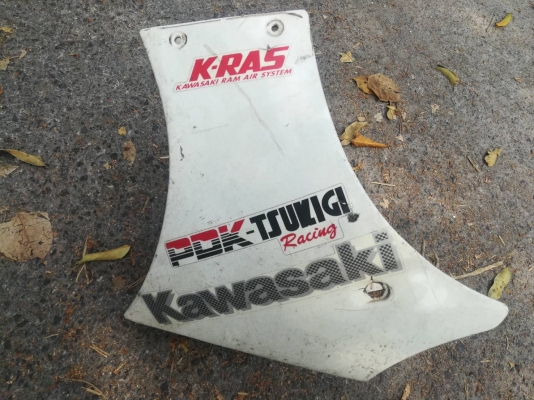 K-RAS
KAWASAKI RAM AIR SYSTEM
PDK-TSUKIGI
Racing
Kawasaki